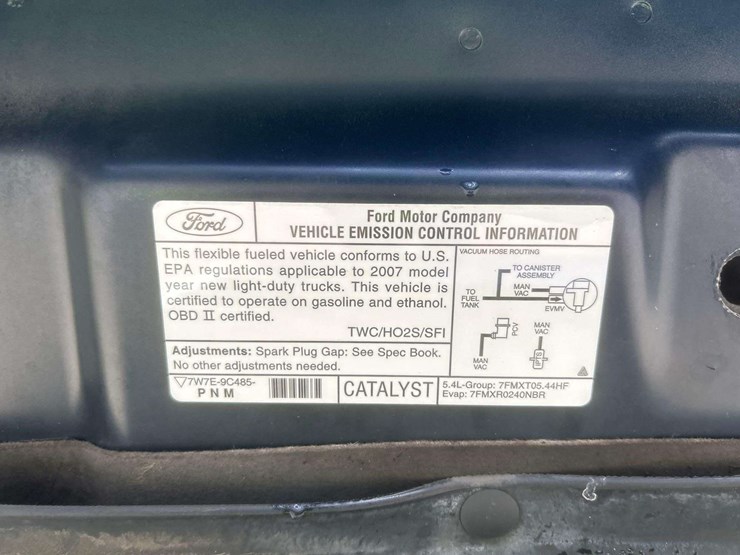 Ford
Ford Motor Company
VEHICLE EMISSION CONTROL INFORMATION
This flexible fueled vehicle conforms to U.S.
EPA regulations applicable to 2007 model
year new light-duty trucks. This vehicle is
certified to operate on gasoline and ethanol.
OBD II certified.
TWC/HO2S/SFI
Adjustments: Spark Plug Gap: See Spec Book.
No other adjustments needed.
VACUUM HOSE ROUTING
TO CANISTER
ASSEMBLY
TO
FUEL
TANK
MAN
VAC
EVMV
PCV
MAN
VAC
MAN
VAC
7W7E-9C485-
PNM
CATALYST
5.4L-Group: 7FMXT05.44HF
Evap: 7FMXR0240NBR